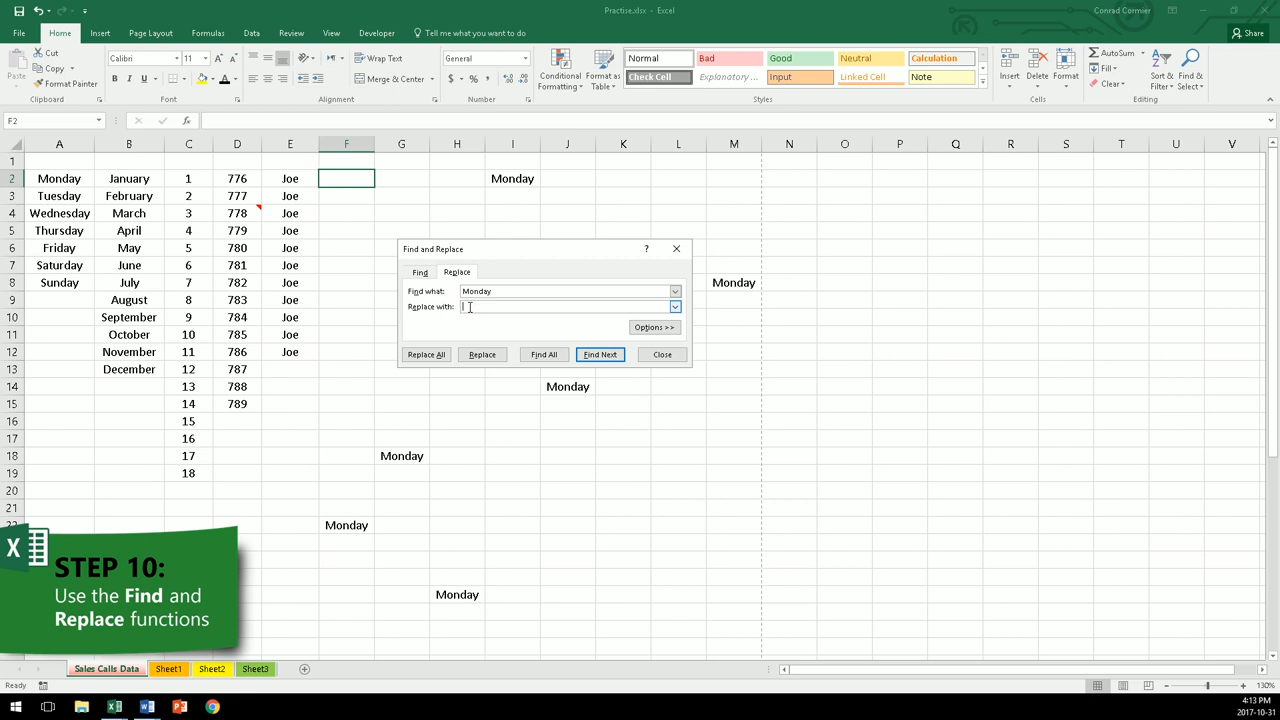 Practise.xlsx - Excel
Conrad Cormier
File Home Insert Page Layout Formulas Data Review View Developer Tell me what you want to do Share
Paste Cut Copy Format Painter
Calibri 11 Wrap Text General
B I U Merge & Center $ % ,
Conditional Formatting Format as Table
Normal Bad Good Neutral Calculation
Check Cell Explanatory ... Input Linked Cell Note
Insert Delete Format
AutoSum Fill Clear
Sort & Filter Find & Select
Clipboard Font Alignment Number Styles Cells Editing
F2 fx
A B C D E F G H I J K L M N O P Q R S T U V
1
2 Monday January 1 776 Joe Monday
3 Tuesday February 2 777 Joe
4 Wednesday March 3 778 Joe
5 Thursday April 4 779 Joe
6 Friday May 5 780 Joe
7 Saturday June 6 781 Joe
8 Sunday July 7 782 Joe Monday
9 August 8 783 Joe
10 September 9 784 Joe
11 October 10 785 Joe
12 November 11 786 Joe
13 December 12 787
14 13 788 Monday
15 14 789
16 15
17 16
18 17 Monday
19 18
20
21
22 Monday
Monday
Find and Replace ?
Find Replace
Find what: Monday
Replace with:
Options >>
Replace All Replace Find All Find Next Close
STEP 10:
Use the Find and
Replace functions
Sales Calls Data Sheet1 Sheet2 Sheet3
Ready 130%
4:13 PM
2017-10-31